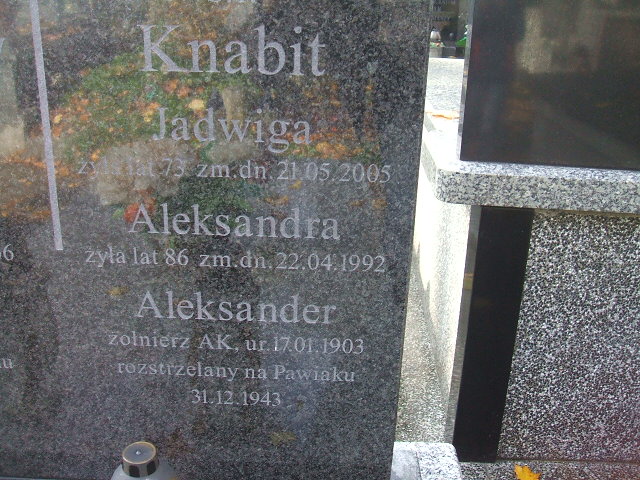 Knabit
Jadwiga
żyła lat 73 zm.dn. 21.05.2005
Aleksandra
żyła lat 86 zm.dn. 22.04.1992
Aleksander
żołnierz AK, ur. 17.01.1903
rozstrzelany na Pawiaku
31.12.1943